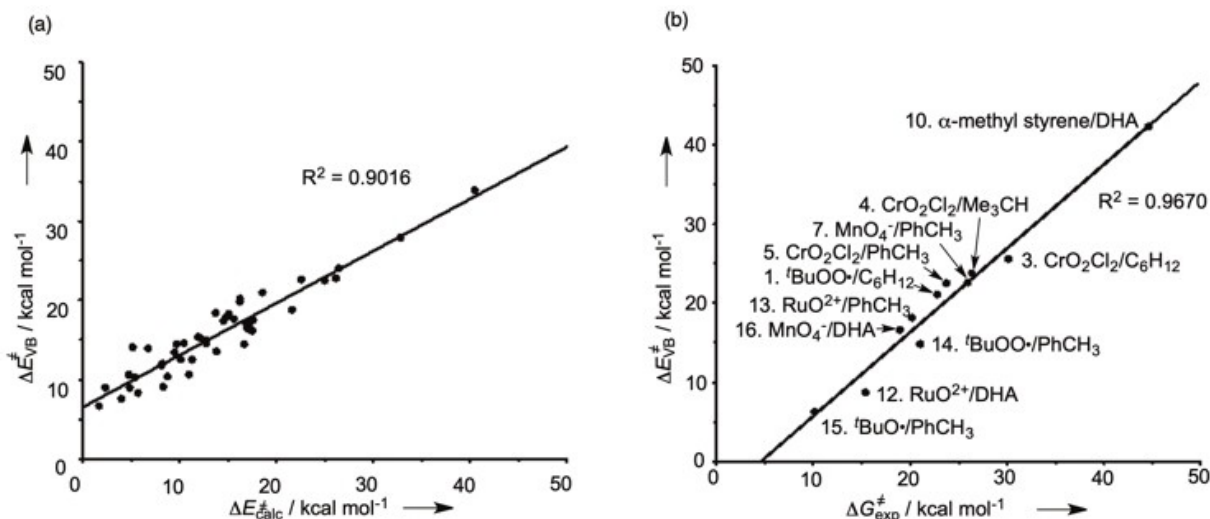 (a)
50
40
30
20
10
0
ΔE≠VB / kcal mol⁻¹
R² = 0.9016
0 10 20 30 40 50
ΔE≠calc / kcal mol⁻¹
(b)
50
40
30
20
10
0
ΔE≠VB / kcal mol⁻¹
10. α-methyl styrene/DHA
R² = 0.9670
4. CrO₂Cl₂/Me₃CH
7. MnO₄⁻/PhCH₃
5. CrO₂Cl₂/PhCH₃
3. CrO₂Cl₂/C₆H₁₂
1. ᵗBuOO•/C₆H₁₂
13. RuO²⁺/PhCH₃
16. MnO₄⁻/DHA
14. ᵗBuOO•/PhCH₃
12. RuO²⁺/DHA
15. ᵗBuO•/PhCH₃
0 10 20 30 40 50
ΔG≠exp / kcal mol⁻¹